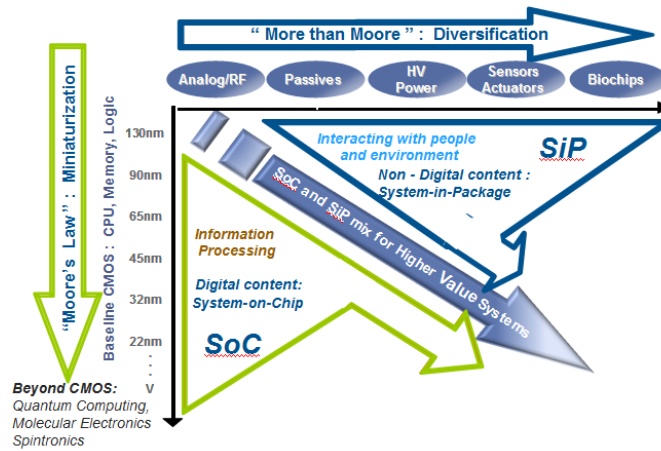 “ More than Moore ” : Diversification
Analog/RF
Passives
HV
Power
Sensors
Actuators
Biochips
“Moore’s Law” : Miniaturization
Baseline CMOS : CPU, Memory, Logic
130nm
90nm
65nm
45nm
32nm
22nm
.
.
.
V
Interacting with people
and environment
SiP
Non - Digital content :
System-in-Package
SoC and SiP mix for Higher Value Systems
Information
Processing
Digital content:
System-on-Chip
SoC
Beyond CMOS:
Quantum Computing,
Molecular Electronics
Spintronics